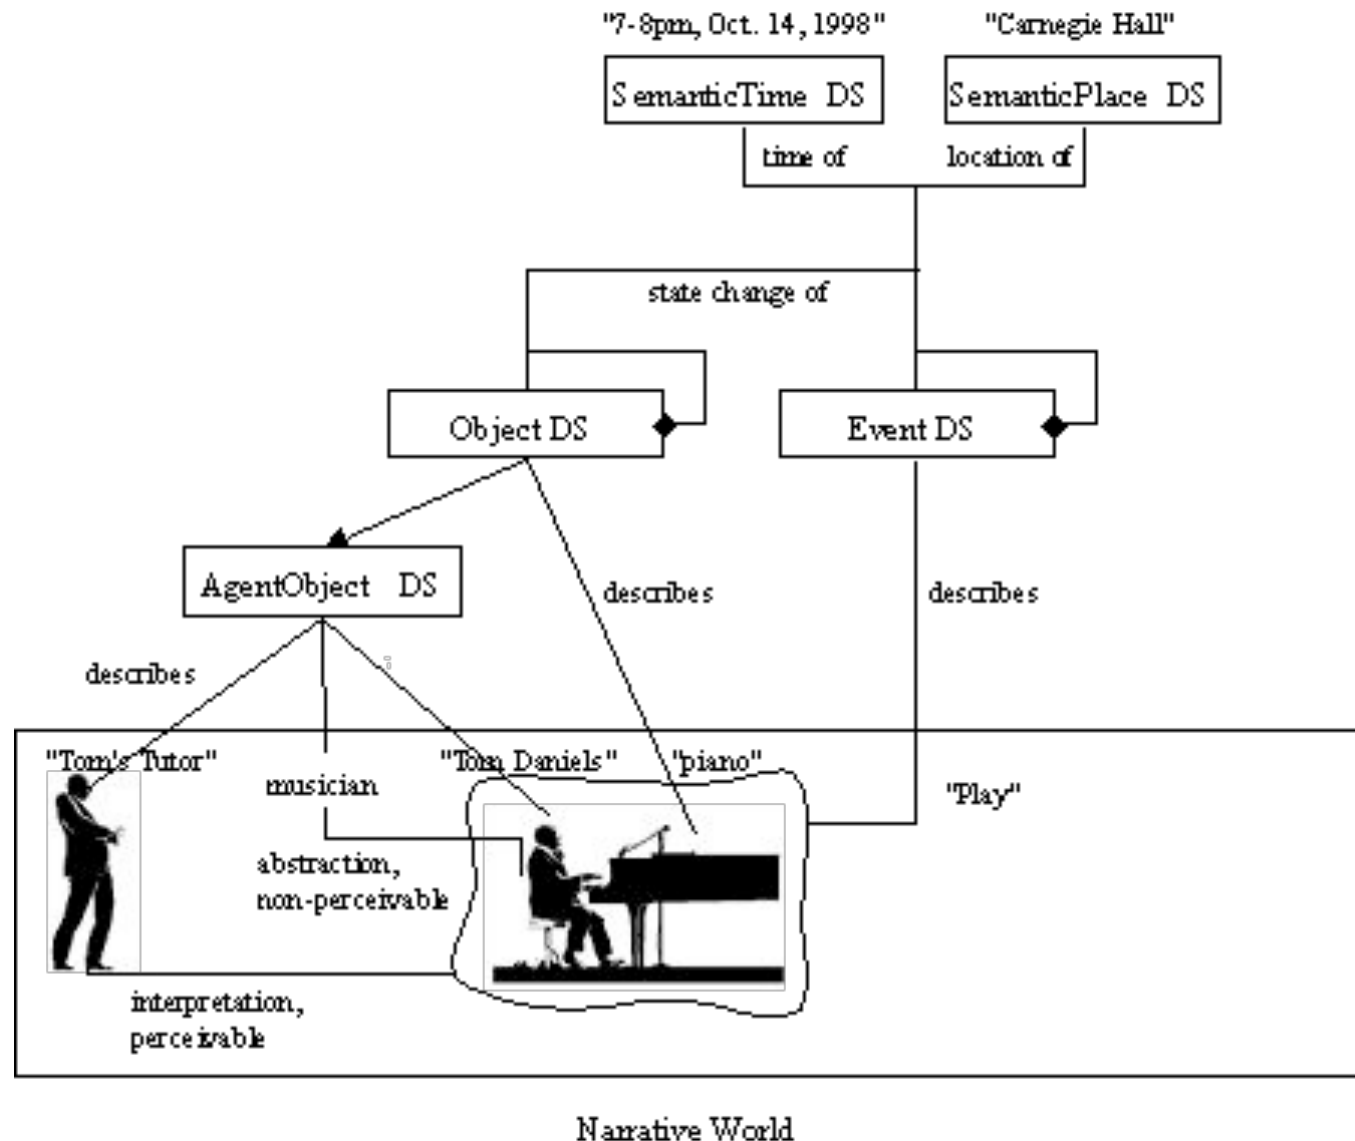 "7-8pm, Oct. 14, 1998" "Carnegie Hall"
SemanticTime DS SemanticPlace DS
time of location of
state change of
Object DS Event DS
AgentObject DS
describes describes
describes
"Tom's Tutor" "Tom Daniels" "piano"
musician
"Play"
abstraction,
non-perceivable
interpretation,
perceivable
Narrative World